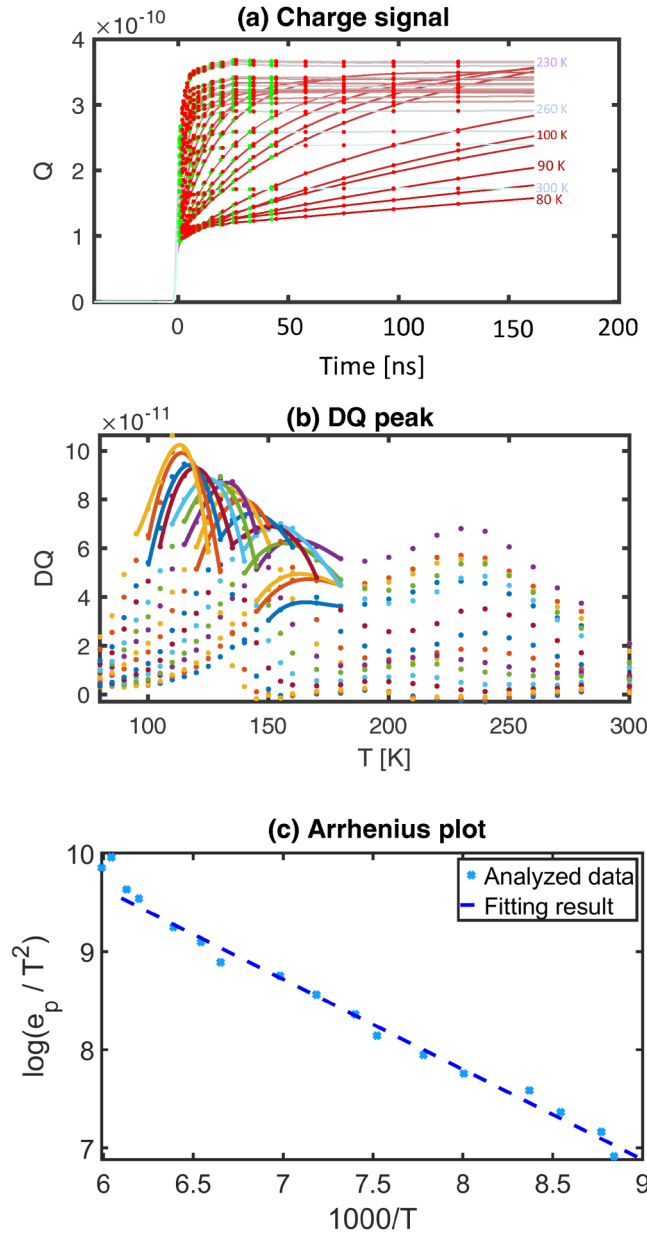 (a) Charge signal
×10⁻¹⁰
4
3
2
1
0
Q
230 K
260 K
100 K
90 K
300 K
80 K
0 50 100 150 200
Time [ns]
(b) DQ peak
×10⁻¹¹
10
8
6
4
2
0
DQ
100 150 200 250 300
T [K]
(c) Arrhenius plot
10
9
8
7
log(eₚ / T²)
Analyzed data
Fitting result
6 6.5 7 7.5 8 8.5 9
1000/T